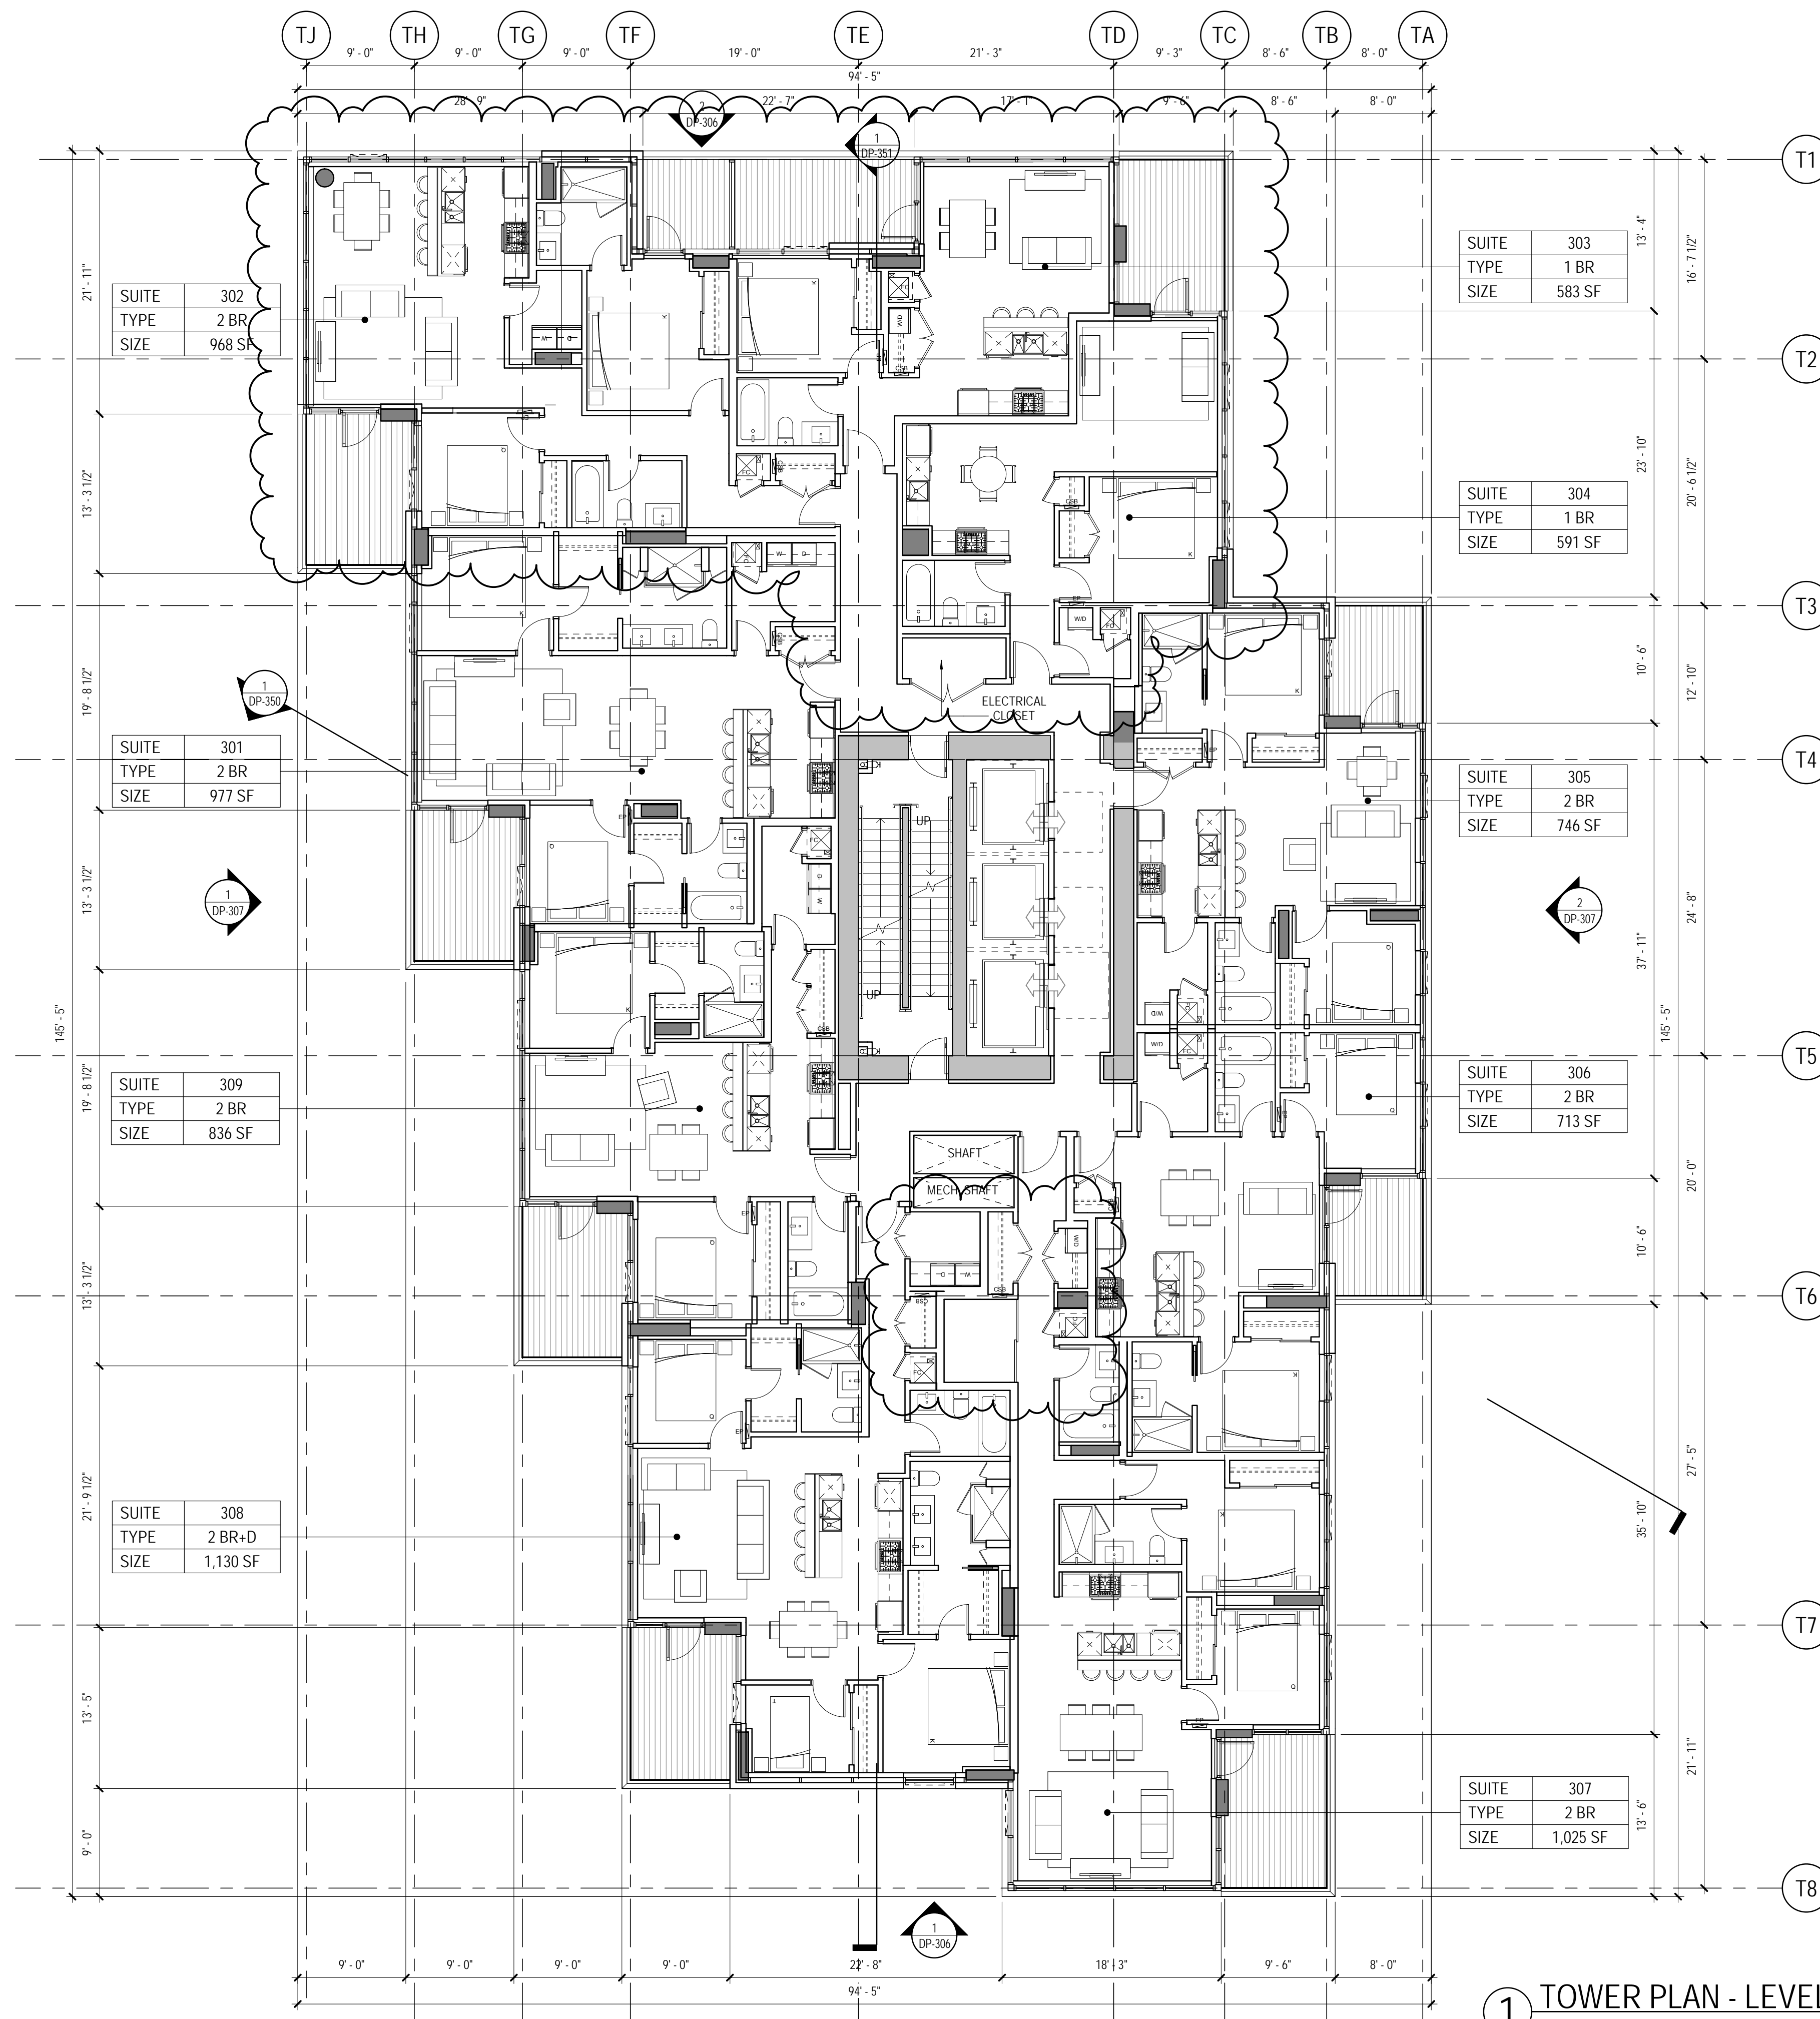 TJ TH TG TF TE TD TC TB TA
9' - 0" 9' - 0" 9' - 0" 19' - 0" 21' - 3" 9' - 3" 8' - 6" 8' - 0"
94' - 5"
28' - 9" 22' - 7" 17' - 1" 9' - 6" 8' - 6" 8' - 0"
2
DP-306
1
DP-351
T1
T2
T3
T4
T5
T6
T7
T8
SUITE 302
TYPE 2 BR
SIZE 968 SF
SUITE 303
TYPE 1 BR
SIZE 583 SF
SUITE 304
TYPE 1 BR
SIZE 591 SF
SUITE 301
TYPE 2 BR
SIZE 977 SF
SUITE 305
TYPE 2 BR
SIZE 746 SF
SUITE 309
TYPE 2 BR
SIZE 836 SF
SUITE 306
TYPE 2 BR
SIZE 713 SF
SUITE 308
TYPE 2 BR+D
SIZE 1,130 SF
SUITE 307
TYPE 2 BR
SIZE 1,025 SF
1
DP-350
1
DP-307
2
DP-307
1
DP-306
145' - 5"
21' - 11"
13' - 3 1/2"
19' - 8 1/2"
13' - 3 1/2"
19' - 8 1/2"
13' - 3 1/2"
21' - 9 1/2"
13' - 5"
9' - 0"
13' - 4"
23' - 10"
10' - 6"
37' - 11"
10' - 6"
35' - 10"
13' - 6"
145' - 5"
16' - 7 1/2"
20' - 6 1/2"
12' - 10"
24' - 8"
20' - 0"
27' - 5"
21' - 11"
ELECTRICAL
CLOSET
UP
UP
SHAFT
MECH. SHAFT
W D
W/D
FC
CSB
EP
K
Q
T
9' - 0" 9' - 0" 9' - 0" 9' - 0" 22' - 8" 18' - 3" 9' - 6" 8' - 0"
94' - 5"
1 TOWER PLAN - LEVEL